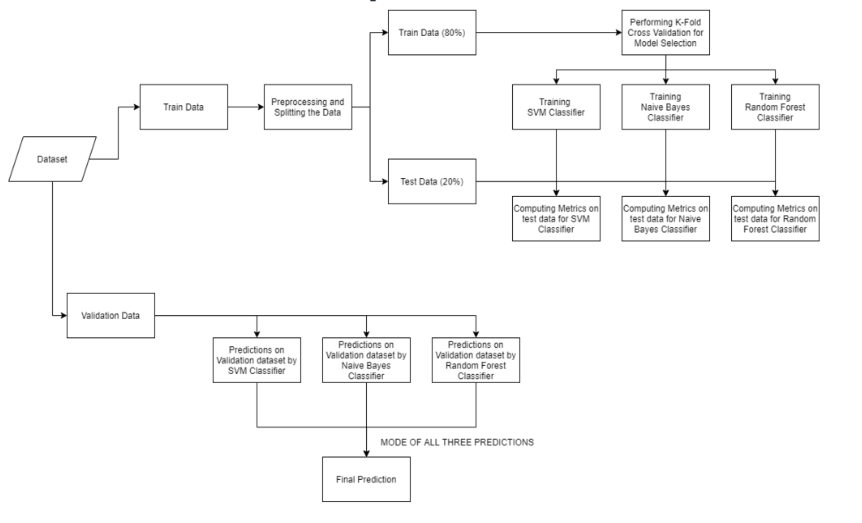 Train Data (80%)
Performing K-Fold
Cross Validation for
Model Selection
Train Data
Preprocessing and
Splitting the Data
Training
SVM Classifier
Training
Naive Bayes
Classifier
Training
Random Forest
Classifier
Dataset
Test Data (20%)
Computing Metrics on
test data for SVM
Classifier
Computing Metrics on
test data for Naive
Bayes Classifier
Computing Metrics on
test data for Random
Forest Classifier
Validation Data
Predictions on
Validation dataset by
SVM Classifier
Predictions on
Validation dataset by
Naive Bayes
Classifier
Predictions on
Validation dataset by
Random Forest
Classifier
MODE OF ALL THREE PREDICTIONS
Final Prediction